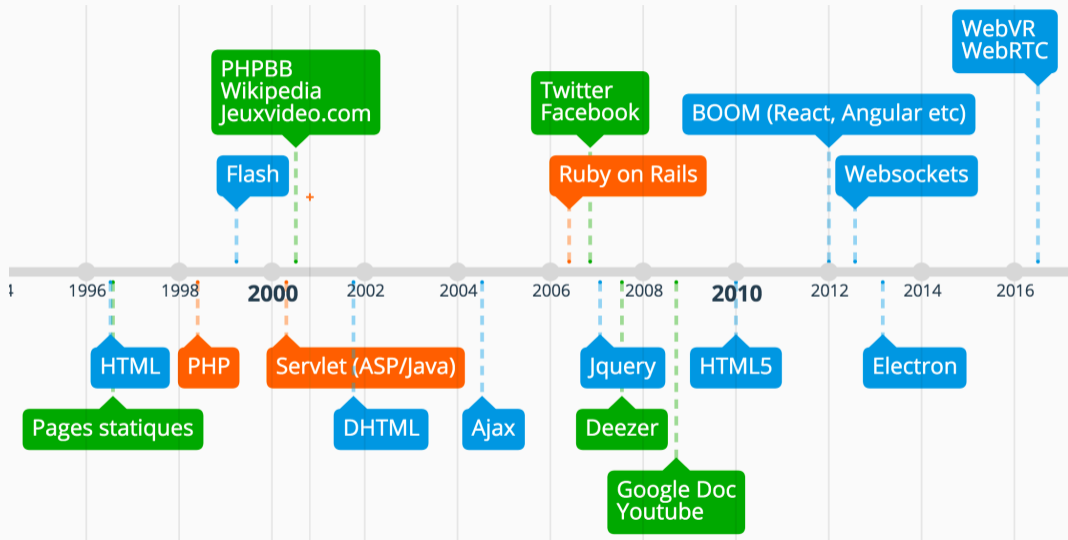 WebVR
WebRTC
PHPBB
Wikipedia
Jeuxvideo.com
Twitter
Facebook
BOOM (React, Angular etc)
Flash
Ruby on Rails
Websockets
4 1996 1998 2000 2002 2004 2006 2008 2010 2012 2014 2016
HTML
PHP
Servlet (ASP/Java)
Jquery
HTML5
Electron
Pages statiques
DHTML
Ajax
Deezer
Google Doc
Youtube